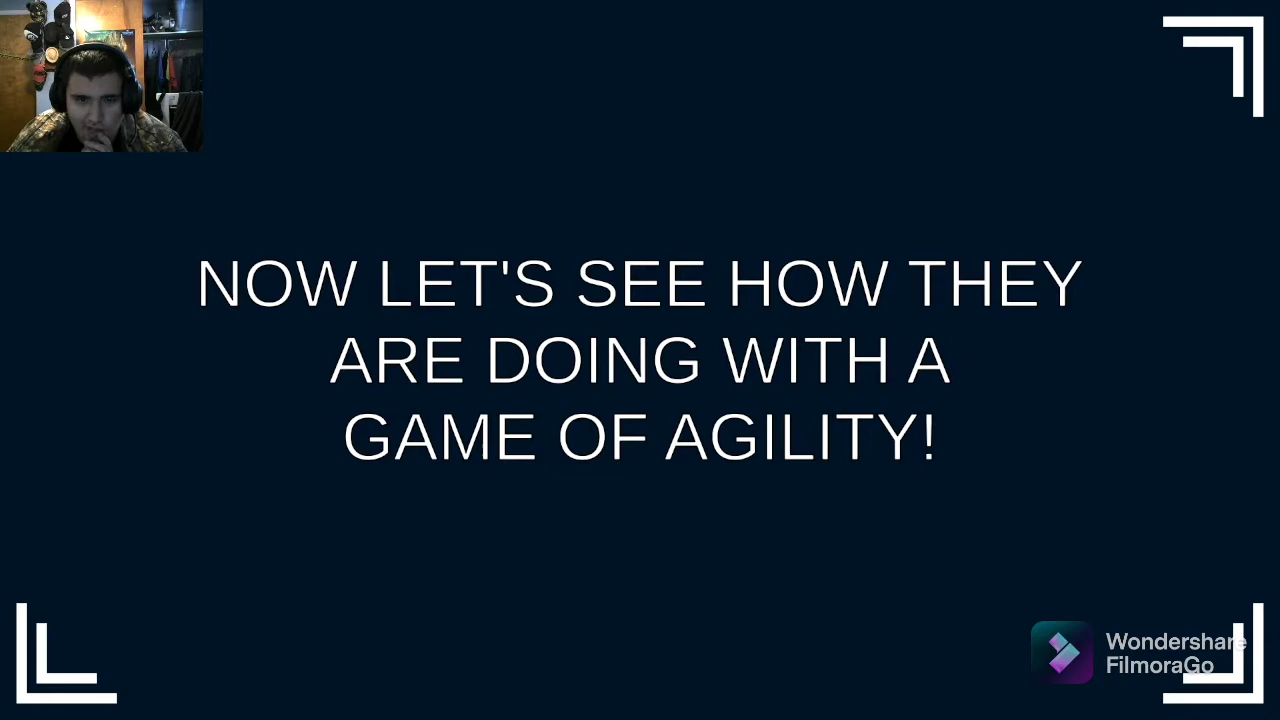 NOW LET'S SEE HOW THEY
ARE DOING WITH A
GAME OF AGILITY!
Wondershare
FilmoraGo